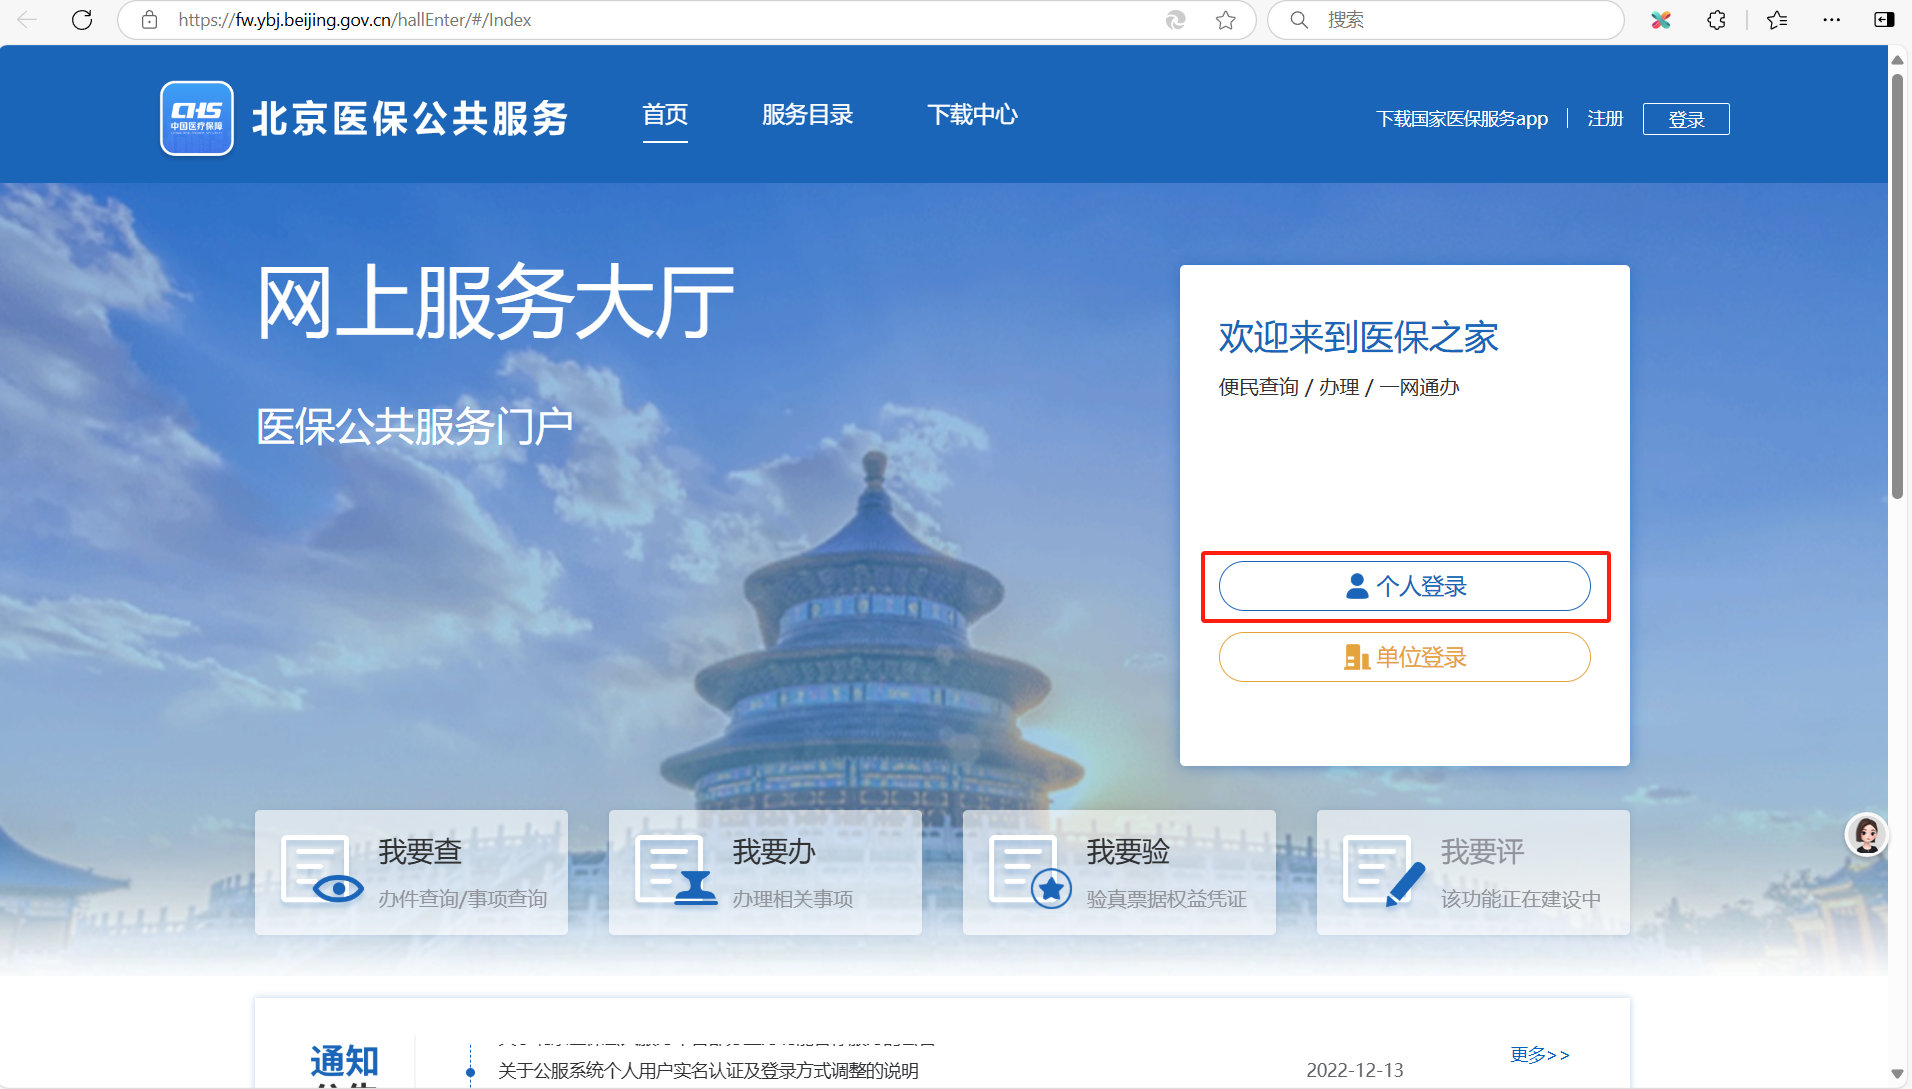 https://fw.ybj.beijing.gov.cn/hallEnter/#/Index
搜索
CHS
中国医疗保障
北京医保公共服务
首页
服务目录
下载中心
下载国家医保服务app
注册
登录
网上服务大厅
医保公共服务门户
欢迎来到医保之家
便民查询 / 办理 / 一网通办
个人登录
单位登录
我要查
办件查询/事项查询
我要办
办理相关事项
我要验
验真票据权益凭证
我要评
该功能正在建设中
通知
更多>>
关于公服系统个人用户实名认证及登录方式调整的说明
2022-12-13